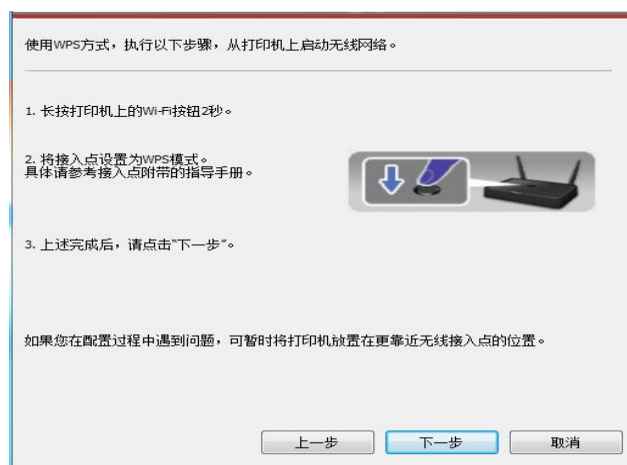 使用WPS方式，执行以下步骤，从打印机上启动无线网络。
1. 长按打印机上的Wi-Fi按钮2秒。
2. 将接入点设置为WPS模式。
具体请参考接入点附带的指导手册。
3. 上述完成后，请点击“下一步”。
如果您在配置过程中遇到问题，可暂时将打印机放置在更靠近无线接入点的位置。
上一步 下一步 取消